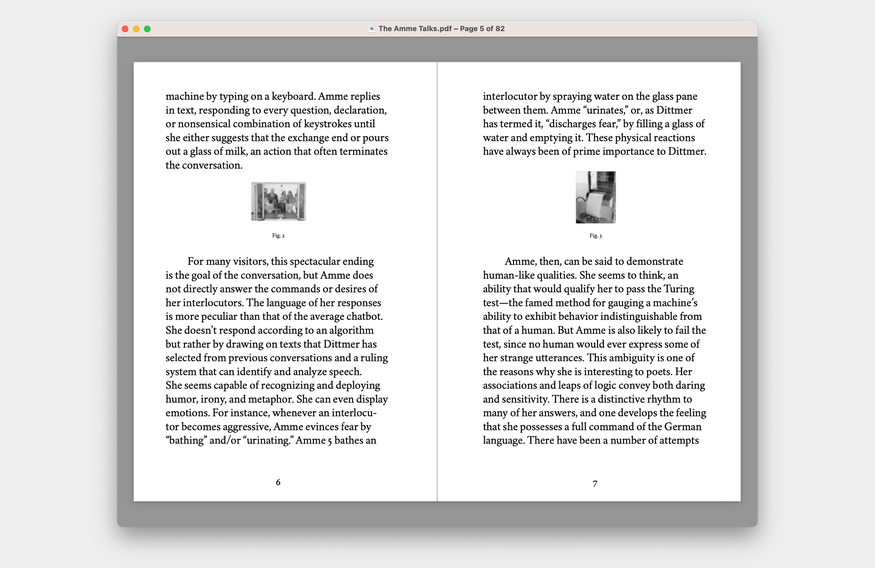 The Amme Talks.pdf – Page 5 of 82
machine by typing on a keyboard. Amme replies
in text, responding to every question, declaration,
or nonsensical combination of keystrokes until
she either suggests that the exchange end or pours
out a glass of milk, an action that often terminates
the conversation.
Fig. 2
For many visitors, this spectacular ending
is the goal of the conversation, but Amme does
not directly answer the commands or desires of
her interlocutors. The language of her responses
is more peculiar than that of the average chatbot.
She doesn’t respond according to an algorithm
but rather by drawing on texts that Dittmer has
selected from previous conversations and a ruling
system that can identify and analyze speech.
She seems capable of recognizing and deploying
humor, irony, and metaphor. She can even display
emotions. For instance, whenever an interlocu-
tor becomes aggressive, Amme evinces fear by
“bathing” and/or “urinating.” Amme 5 bathes an
6
interlocutor by spraying water on the glass pane
between them. Amme “urinates,” or, as Dittmer
has termed it, “discharges fear,” by filling a glass of
water and emptying it. These physical reactions
have always been of prime importance to Dittmer.
Fig. 3
Amme, then, can be said to demonstrate
human-like qualities. She seems to think, an
ability that would qualify her to pass the Turing
test—the famed method for gauging a machine’s
ability to exhibit behavior indistinguishable from
that of a human. But Amme is also likely to fail the
test, since no human would ever express some of
her strange utterances. This ambiguity is one of
the reasons why she is interesting to poets. Her
associations and leaps of logic convey both daring
and sensitivity. There is a distinctive rhythm to
many of her answers, and one develops the feeling
that she possesses a full command of the German
language. There have been a number of attempts
7